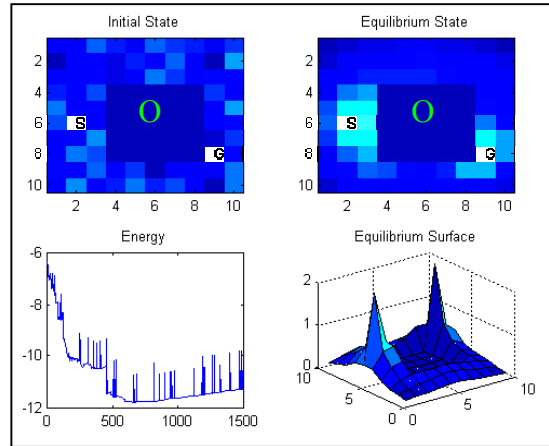 Initial State
Equilibrium State
2
4
6
8
10
S
O
G
2 4 6 8 10
2
4
6
8
10
S
O
G
2 4 6 8 10
Energy
Equilibrium Surface
-6
-8
-10
-12
0 500 1000 1500
2
1
0
10
5
0
0
5
10